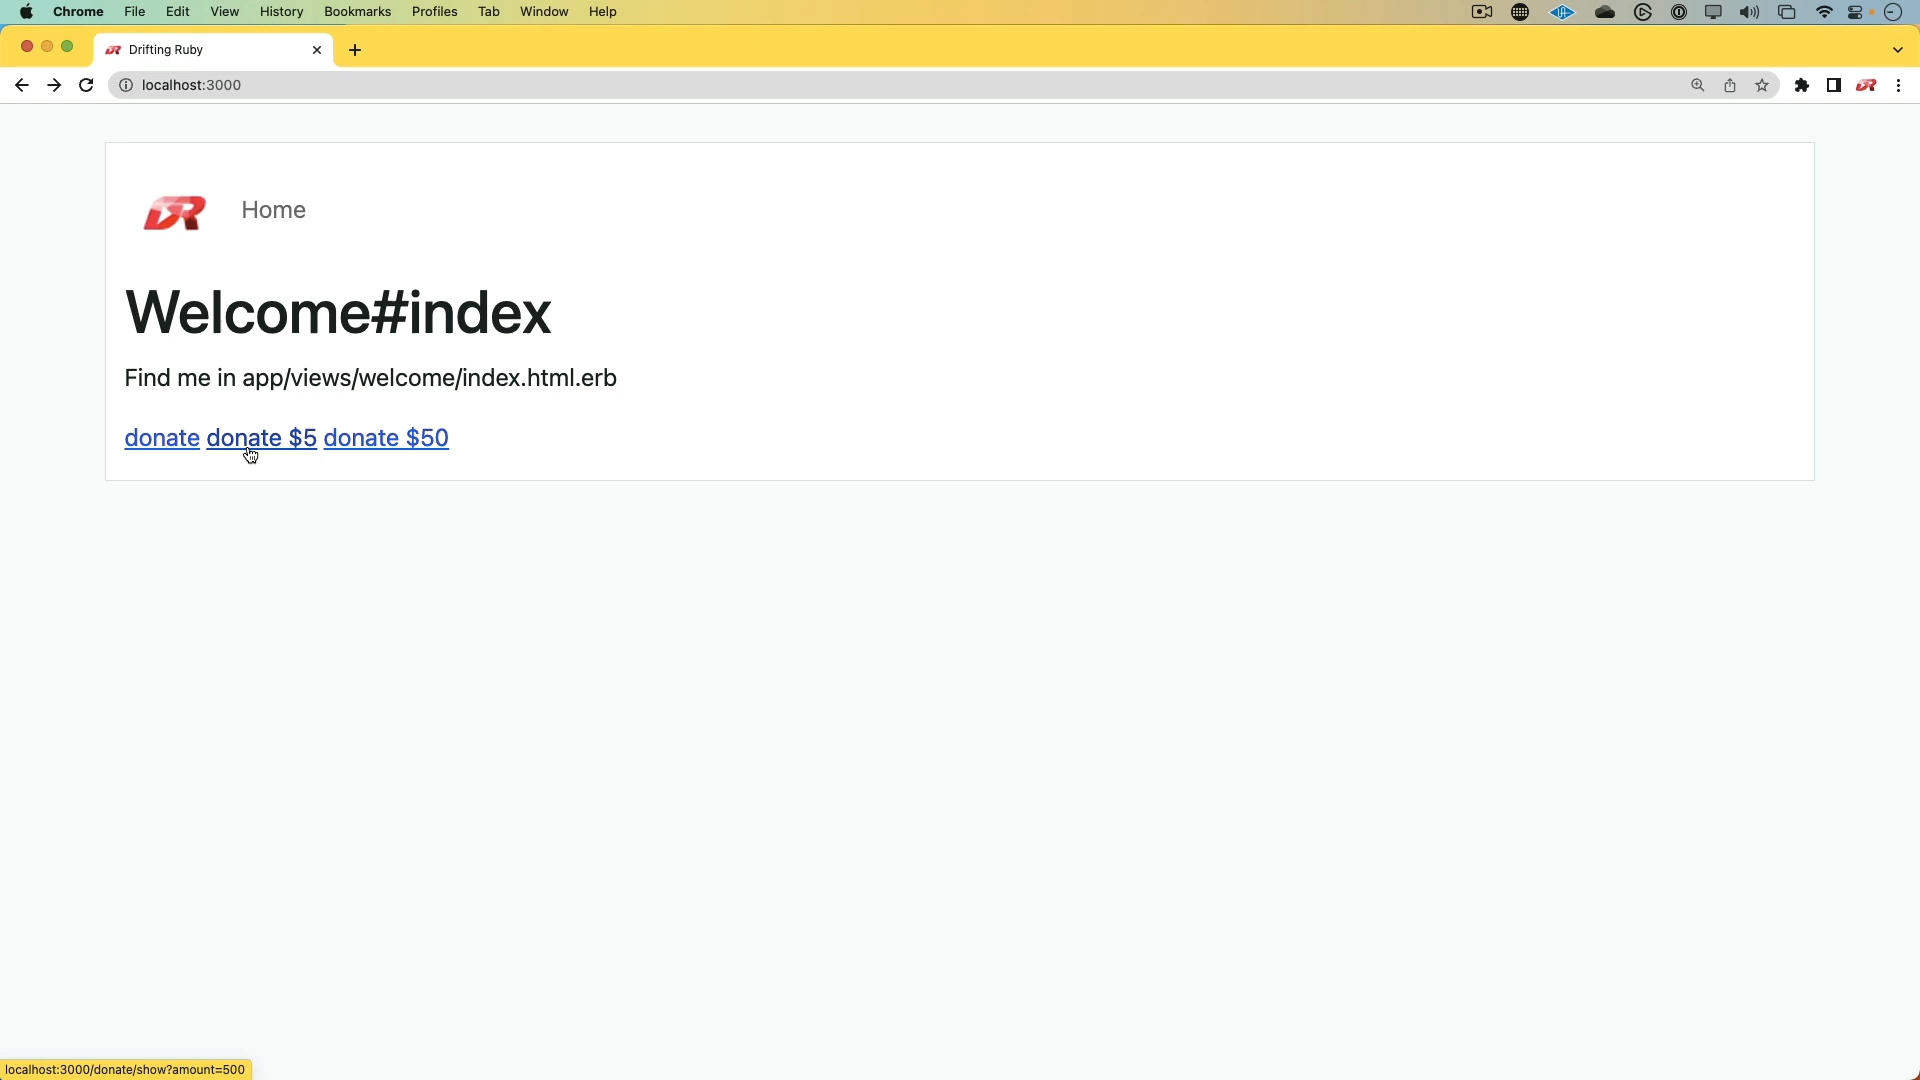 Chrome File Edit View History Bookmarks Profiles Tab Window Help
Drifting Ruby
localhost:3000
DR Home
Welcome#index
Find me in app/views/welcome/index.html.erb
donate donate $5 donate $50
localhost:3000/donate/show?amount=500